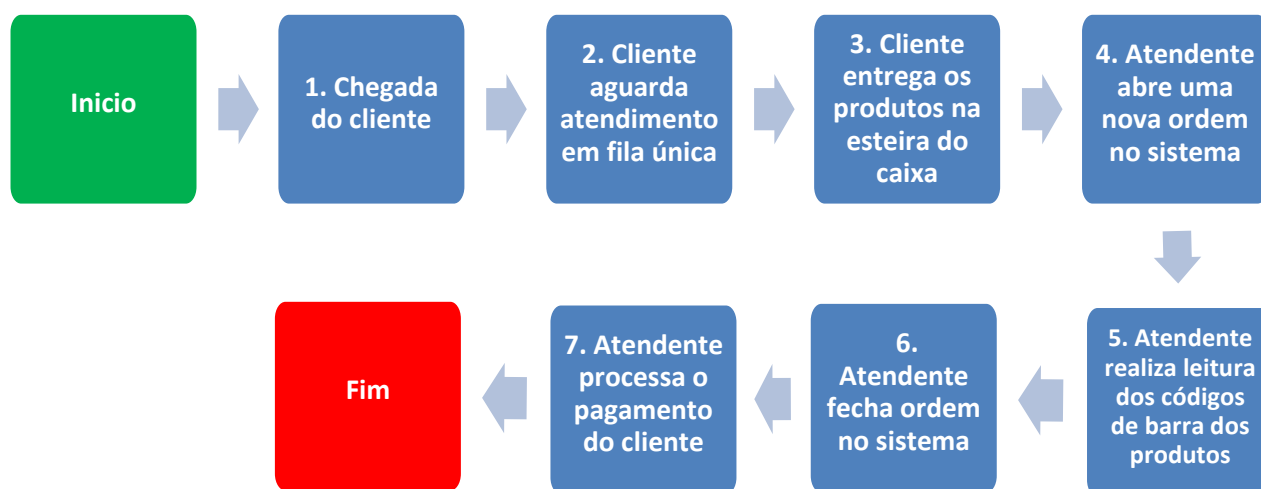 Inicio
1. Chegada
do cliente
2. Cliente
aguarda
atendimento
em fila única
3. Cliente
entrega os
produtos na
esteira do
caixa
4. Atendente
abre uma
nova ordem
no sistema
5. Atendente
realiza leitura
dos códigos
de barra dos
produtos
6.
Atendente
fecha ordem
no sistema
7. Atendente
processa o
pagamento
do cliente
Fim